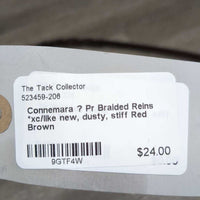 The Tack Collector
523459-206
Connemara ? Pr Braided Reins
*xc/like new, dusty, stiff Red
Brown
$24.00
9GTF4W